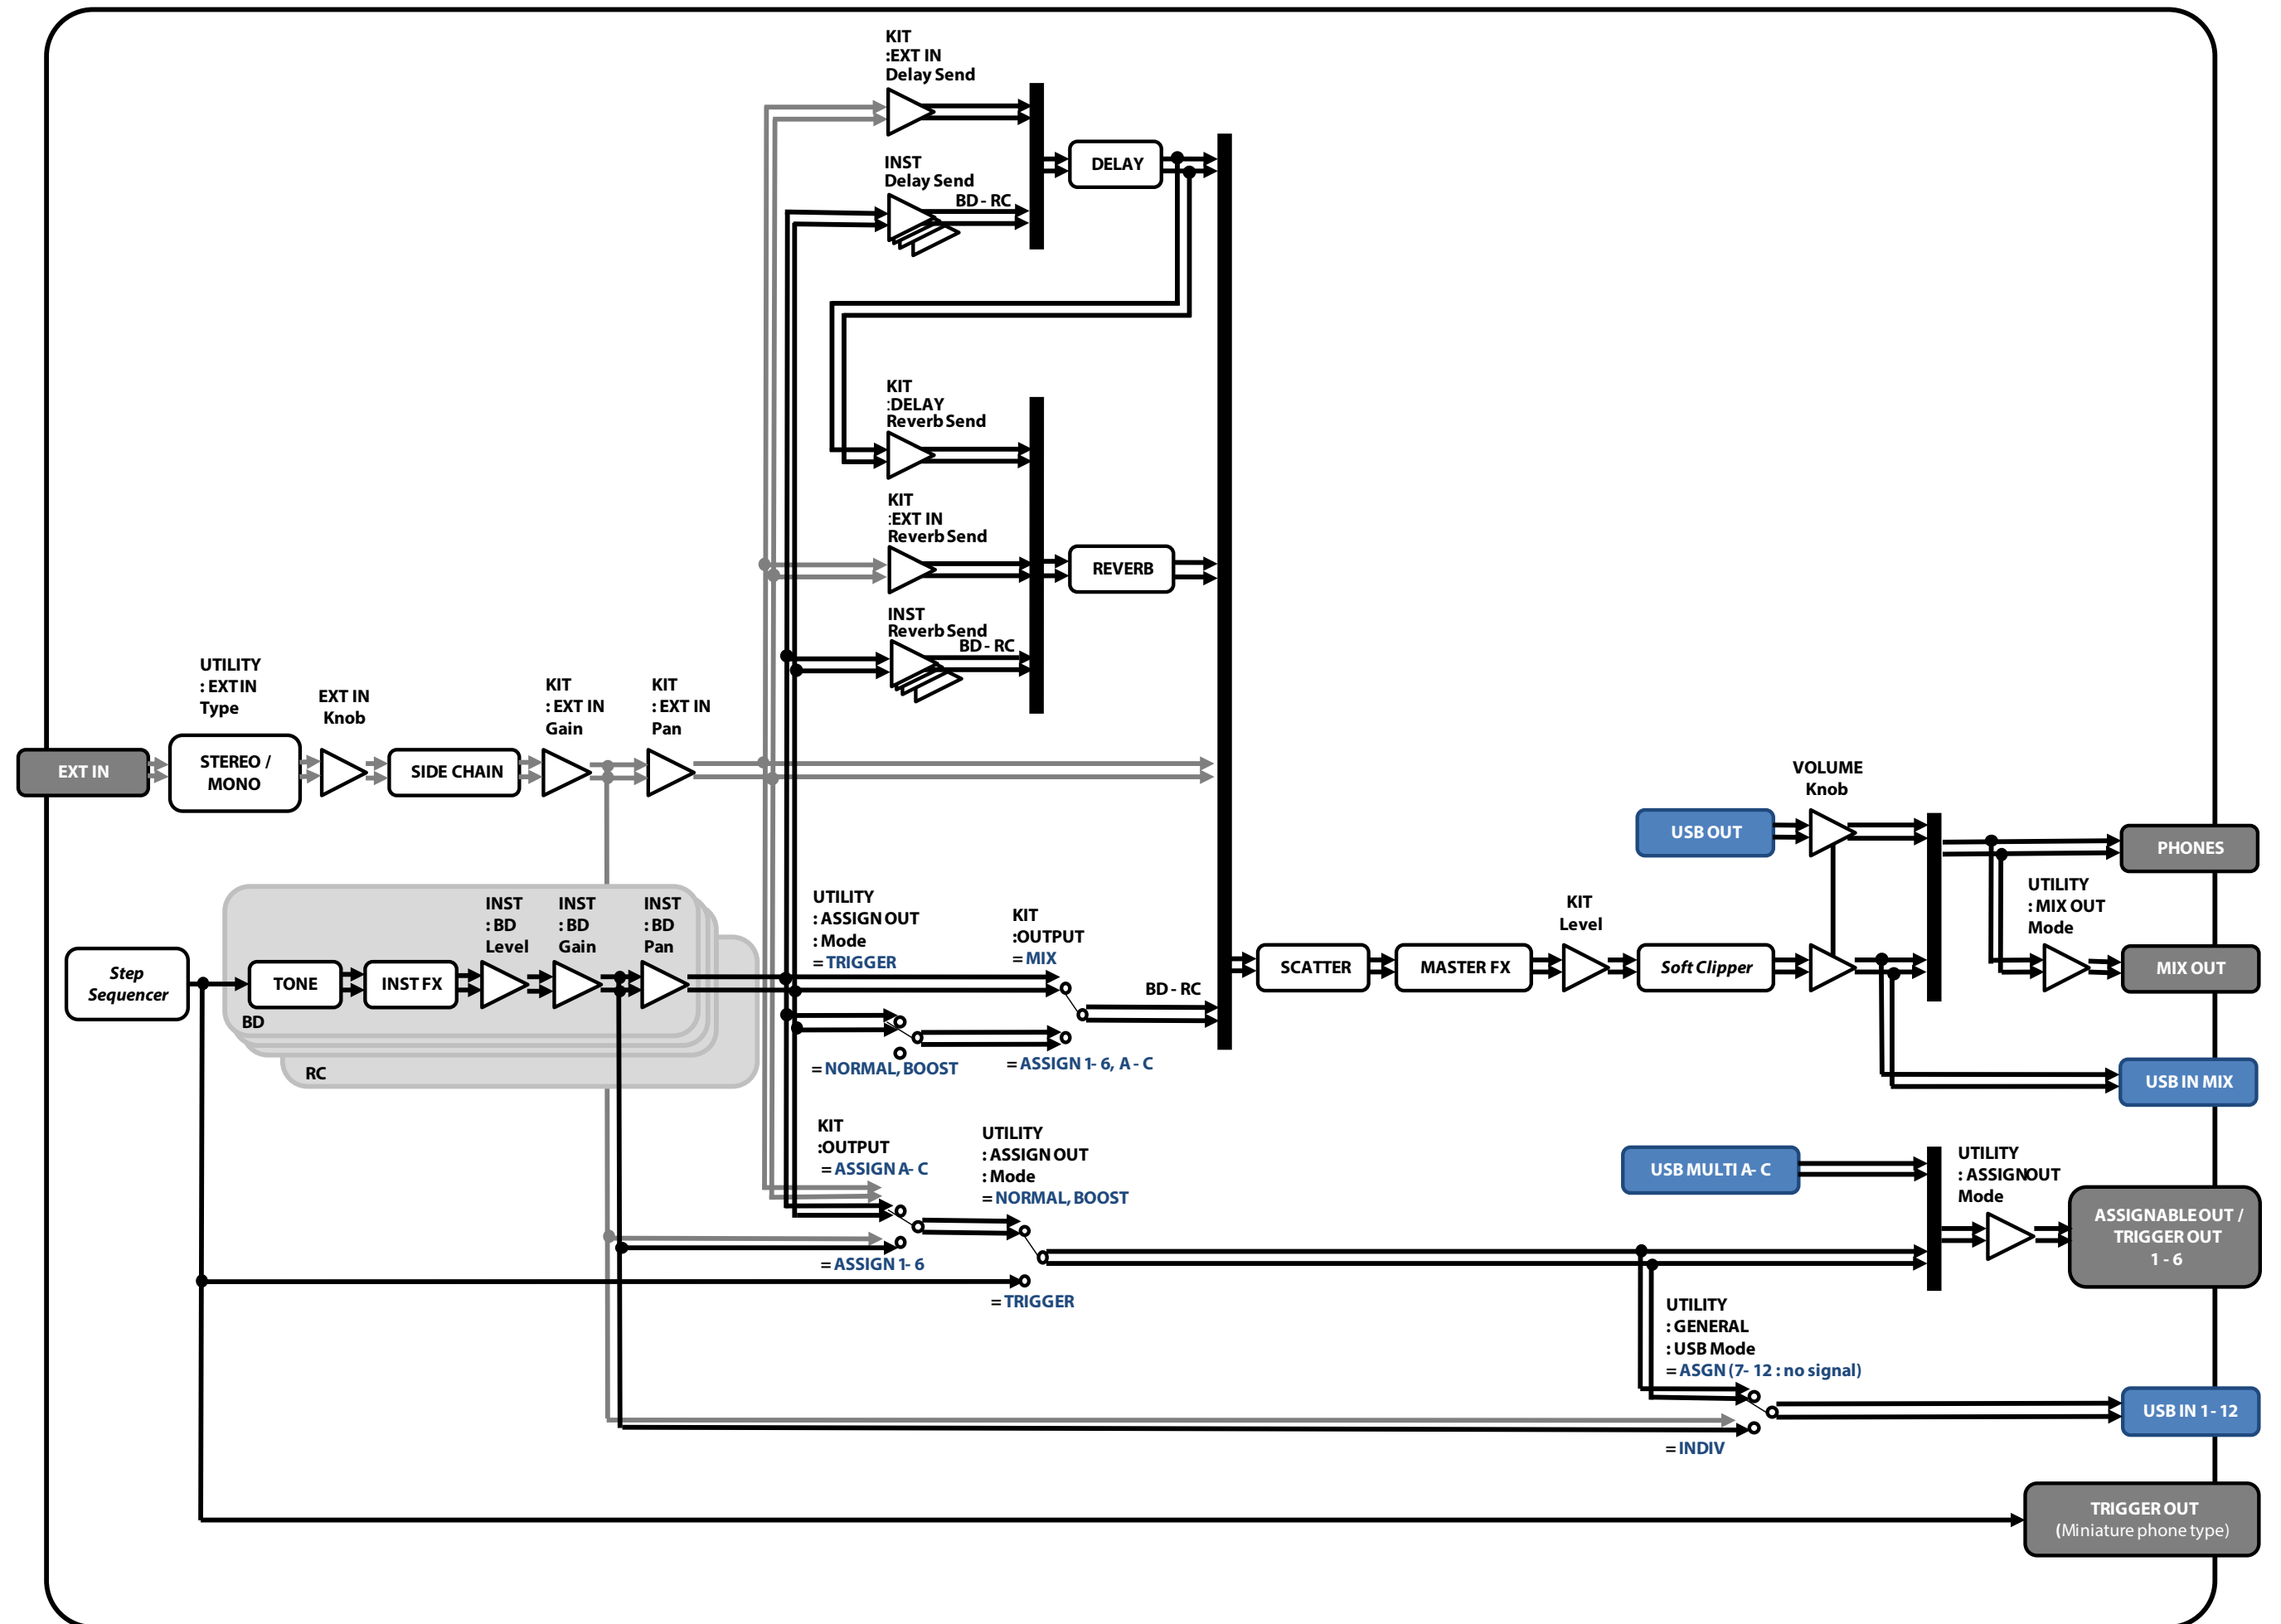 KIT
:EXT IN
Delay Send
INST
Delay Send
BD - RC
DELAY
KIT
:DELAY
Reverb Send
KIT
:EXT IN
Reverb Send
REVERB
INST
Reverb Send
BD - RC
UTILITY
: EXT IN
Type
EXT IN
Knob
KIT
: EXT IN
Gain
KIT
: EXT IN
Pan
EXT IN
STEREO /
MONO
SIDE CHAIN
VOLUME
Knob
USB OUT
PHONES
INST
: BD
Level
INST
: BD
Gain
INST
: BD
Pan
UTILITY
: ASSIGN OUT
: Mode
= TRIGGER
KIT
:OUTPUT
= MIX
KIT
Level
UTILITY
: MIX OUT
Mode
Step
Sequencer
TONE
INST FX
BD
RC
BD - RC
SCATTER
MASTER FX
Soft Clipper
MIX OUT
= NORMAL, BOOST
= ASSIGN 1- 6, A - C
USB IN MIX
KIT
:OUTPUT
= ASSIGN A- C
UTILITY
: ASSIGN OUT
: Mode
= NORMAL, BOOST
USB MULTI A- C
UTILITY
: ASSIGNOUT
Mode
ASSIGNABLE OUT /
TRIGGER OUT
1 - 6
= ASSIGN 1- 6
= TRIGGER
UTILITY
: GENERAL
: USB Mode
= ASGN (7- 12 : no signal)
USB IN 1 - 12
= INDIV
TRIGGER OUT
(Miniature phone type)